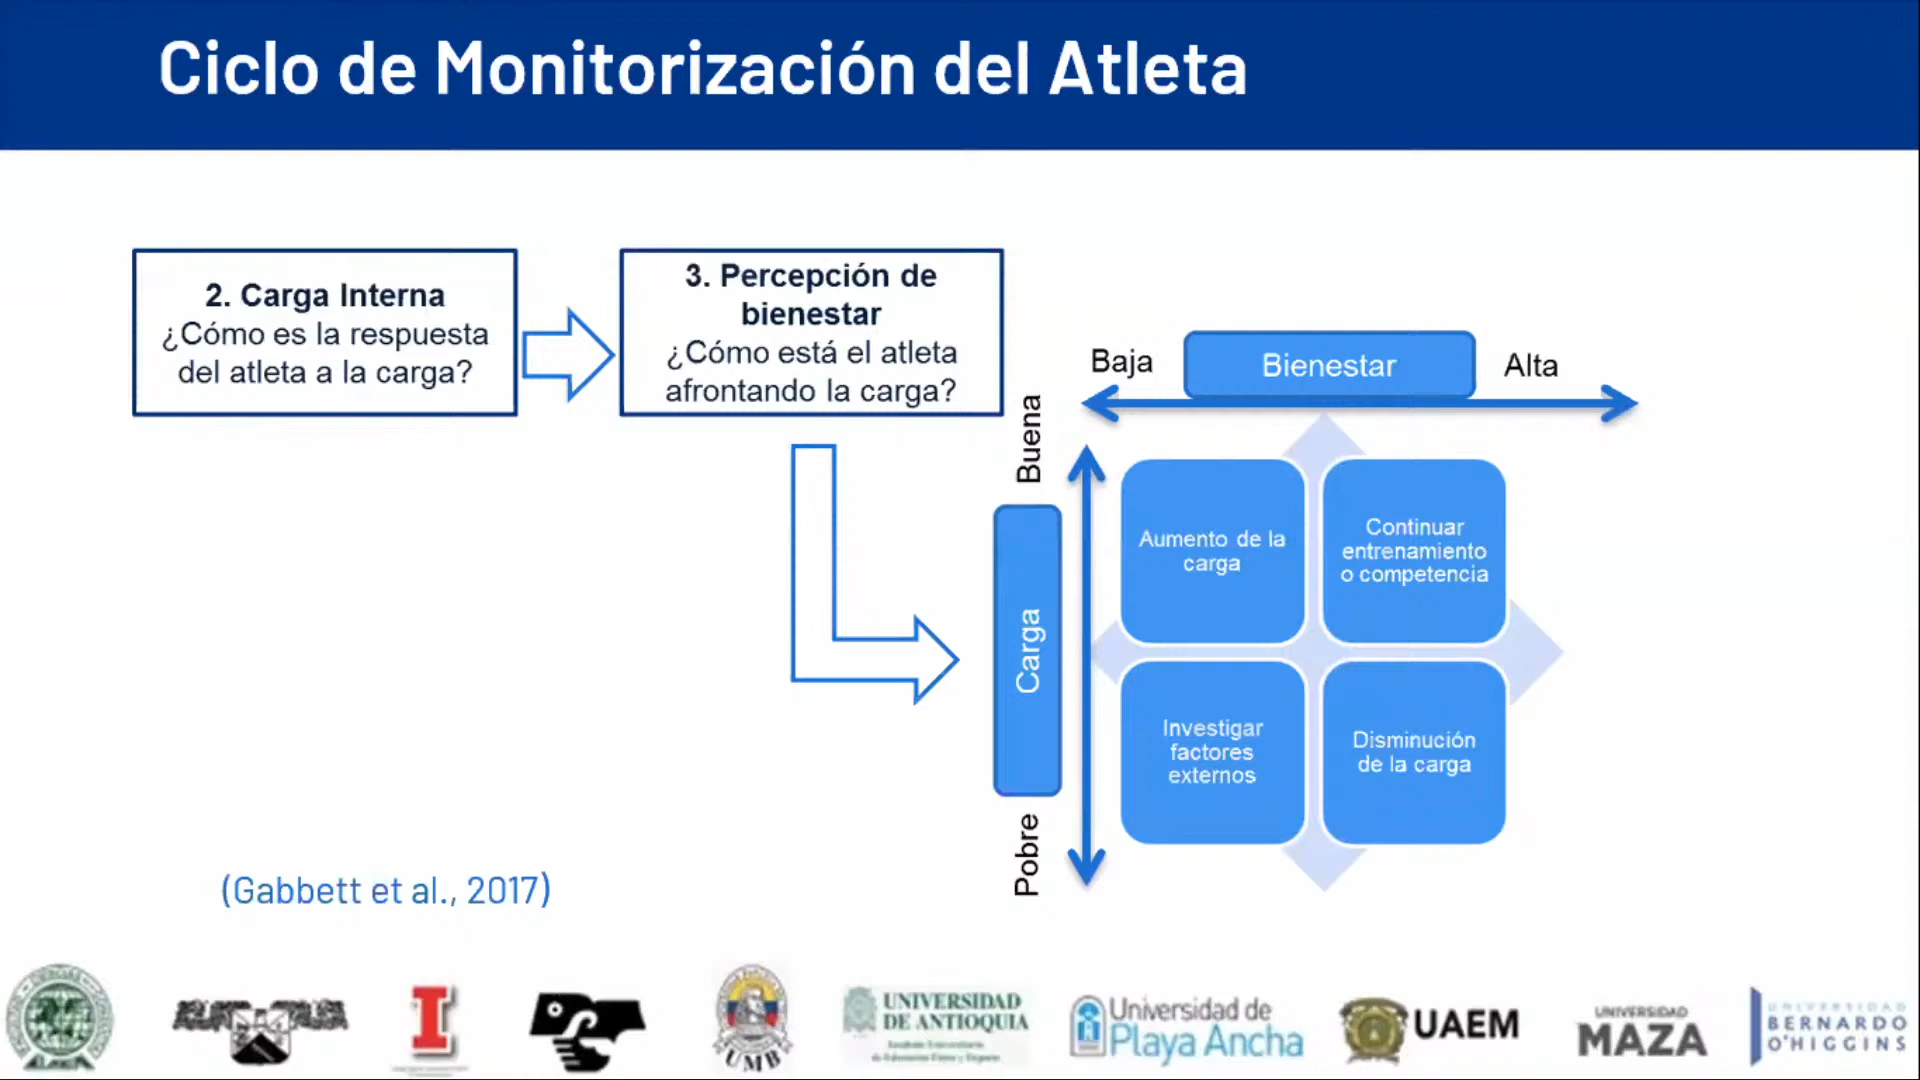 Ciclo de Monitorización del Atleta
2. Carga Interna
¿Cómo es la respuesta
del atleta a la carga?
3. Percepción de
bienestar
¿Cómo está el atleta
afrontando la carga?
Baja
Bienestar
Alta
Buena
Carga
Pobre
Aumento de la
carga
Continuar
entrenamiento
o competencia
Investigar
factores
externos
Disminución
de la carga
(Gabbett et al., 2017)
UMB
UNIVERSIDAD
DE ANTIOQUIA
Universidad de
Playa Ancha
UAEM
UNIVERSIDAD
MAZA
UNIVERSIDAD
BERNARDO
O'HIGGINS